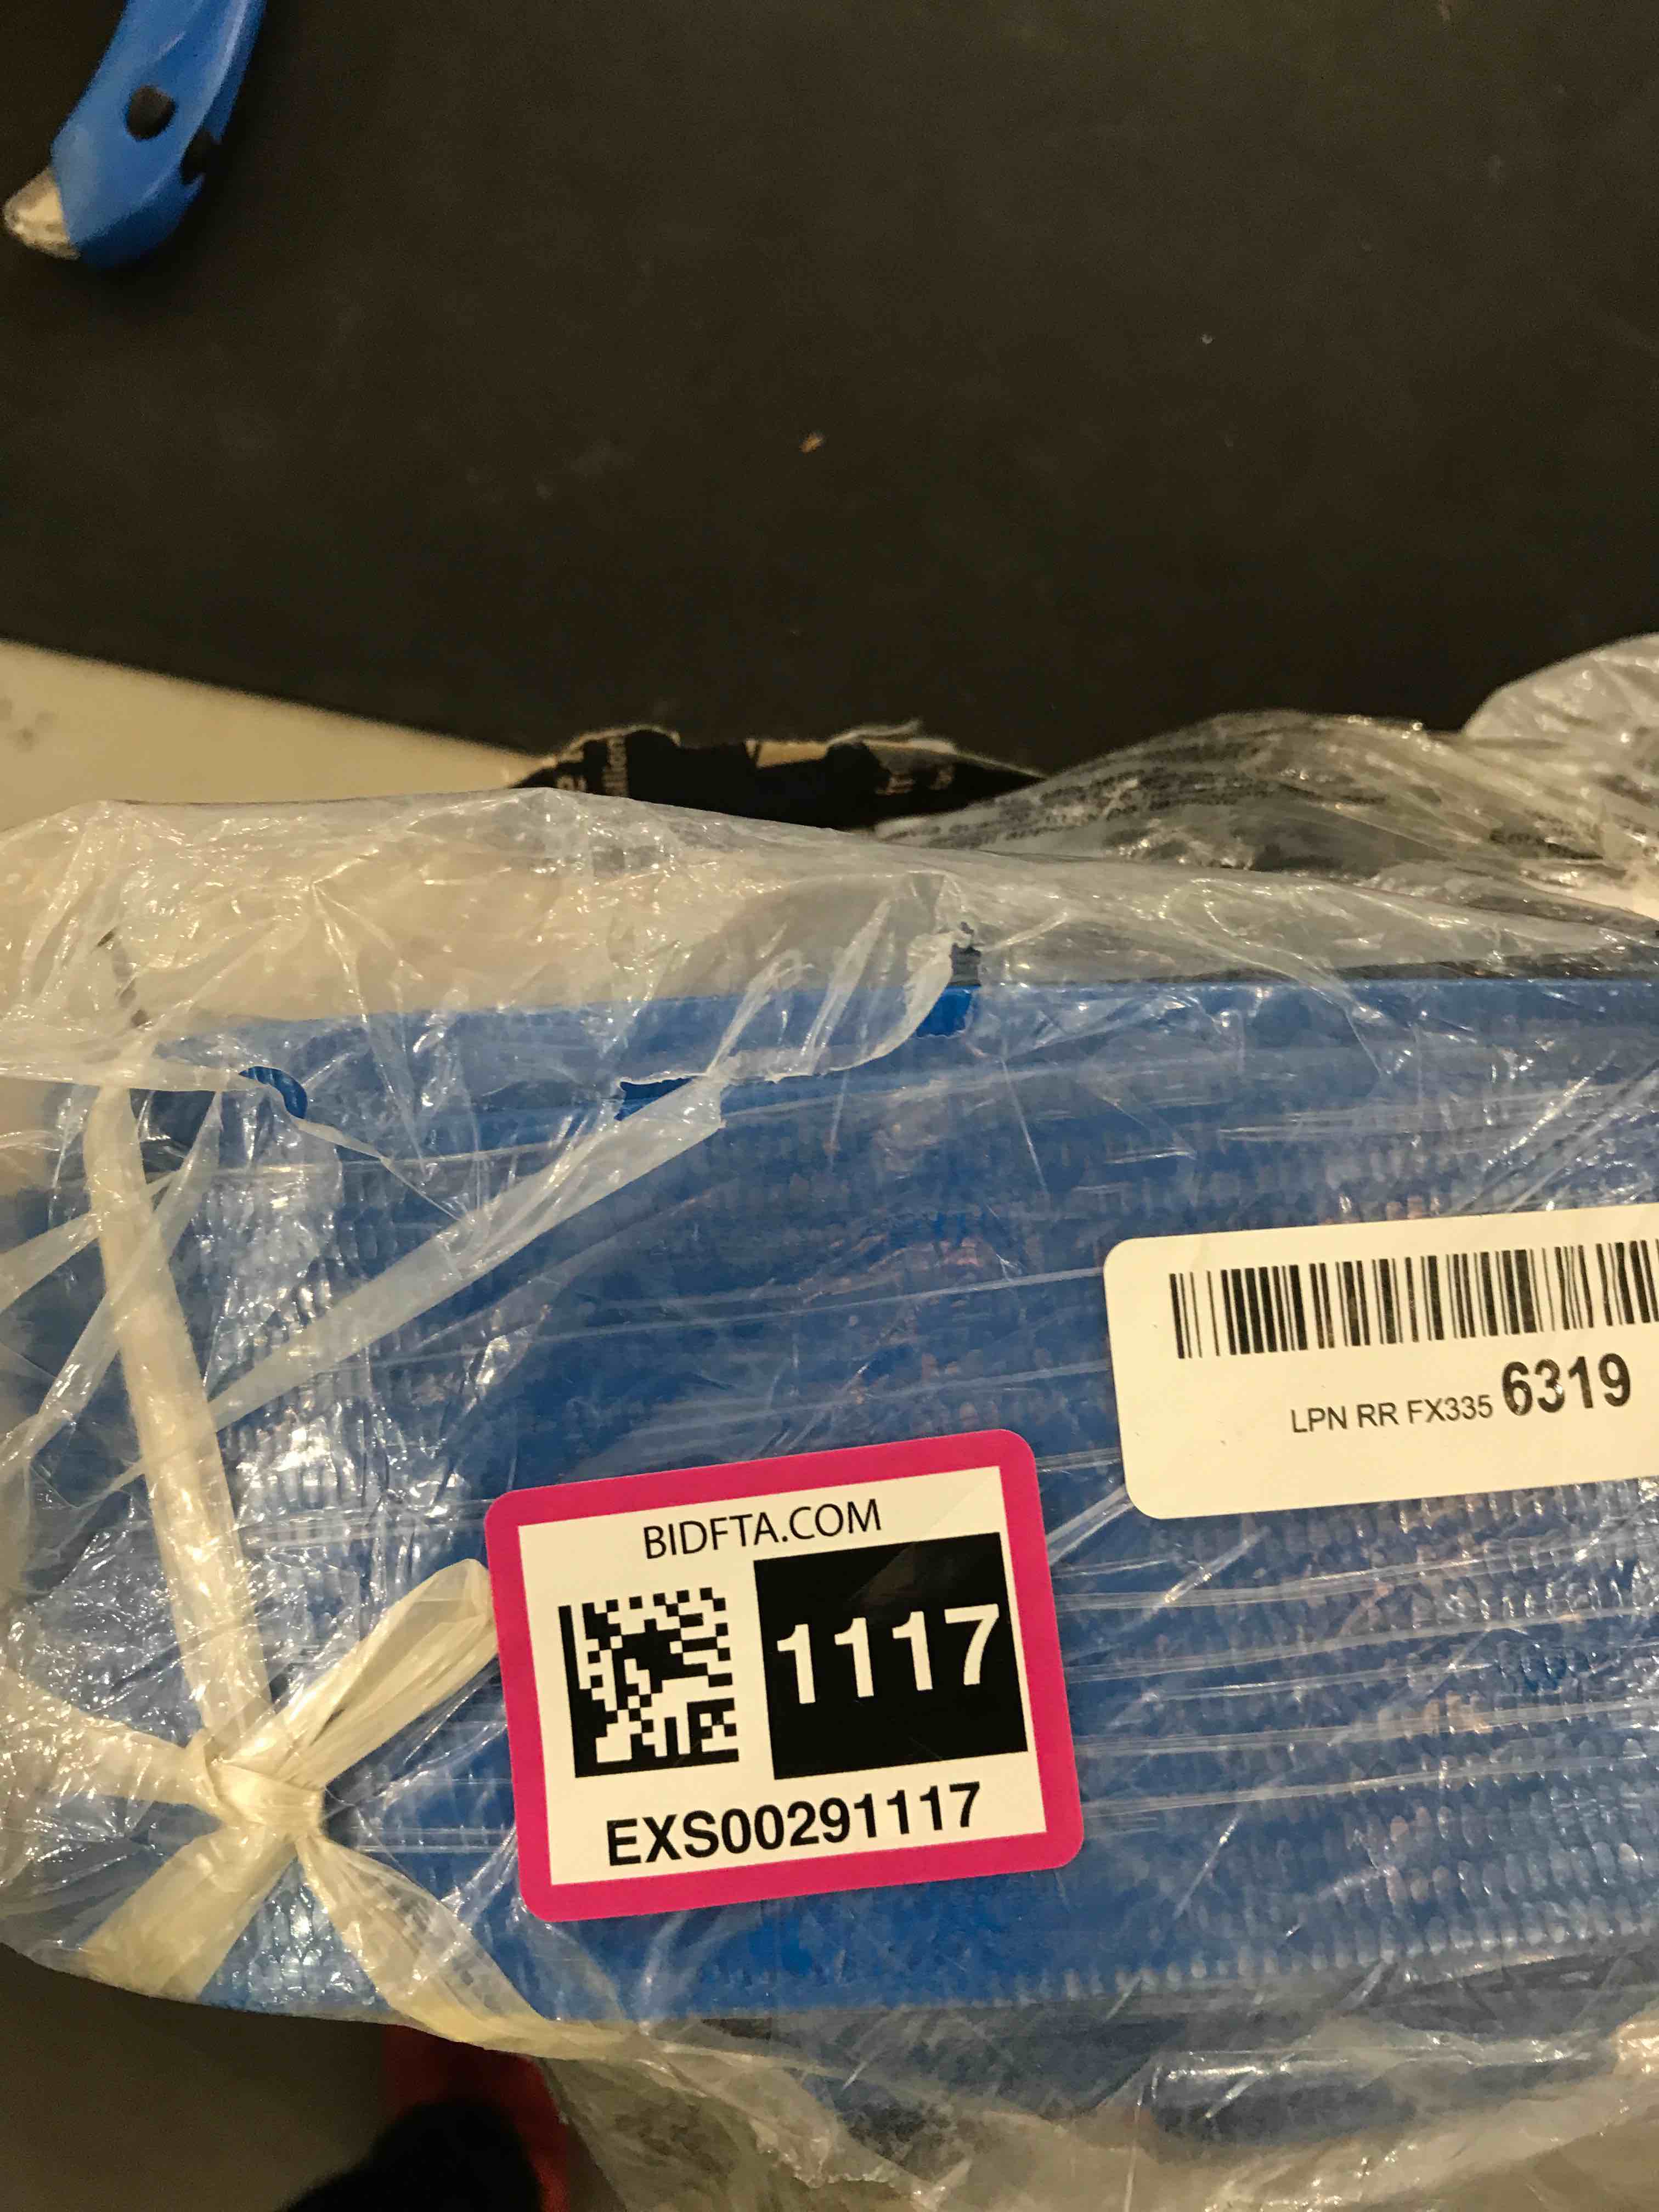 LPN RR FX335 6319
BIDFTA.COM
1117
EXS00291117